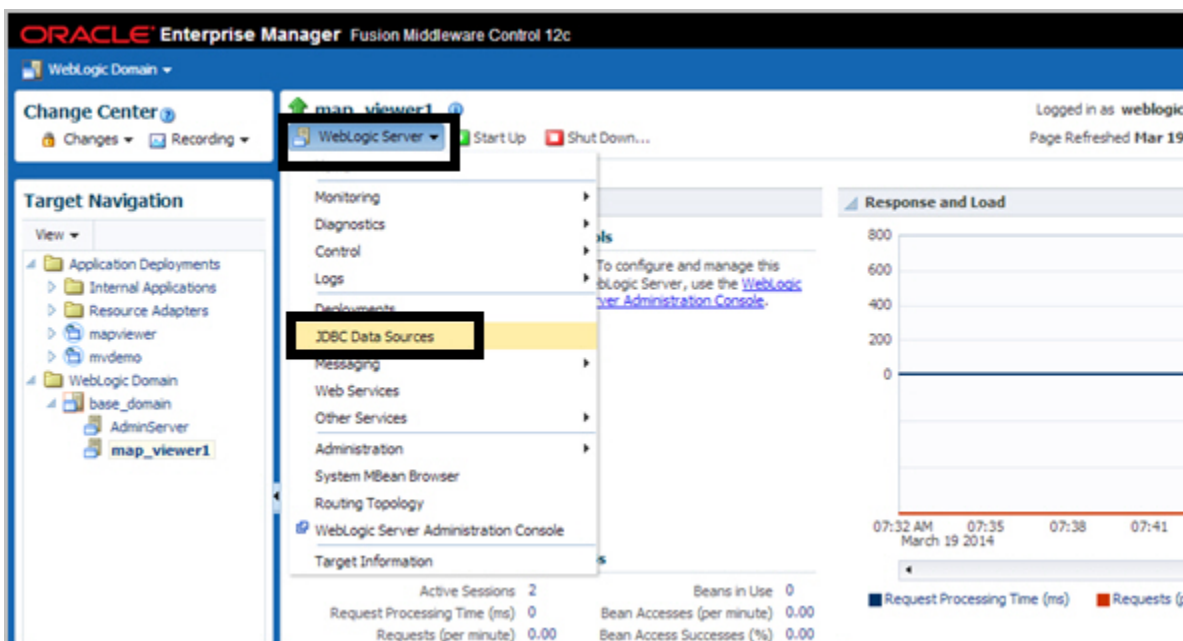 ORACLE Enterprise Manager Fusion Middleware Control 12c
WebLogic Domain
Change Center
Changes Recording
map_viewer1
Logged in as weblogic
WebLogic Server Start Up Shut Down...
Page Refreshed Mar 19
Target Navigation
View
Application Deployments
Internal Applications
Resource Adapters
mapviewer
mvdemo
WebLogic Domain
base_domain
AdminServer
map_viewer1
Monitoring
Diagnostics
Control
Logs
Deployments
JDBC Data Sources
Messaging
Web Services
Other Services
Administration
System MBean Browser
Routing Topology
WebLogic Server Administration Console
Target Information
To configure and manage this
WebLogic
Administration Console.
Response and Load
800
600
400
200
0
07:32 AM 07:35 07:38 07:41
March 19 2014
Request Processing Time (ms) Requests
Active Sessions 2
Request Processing Time (ms) 0
Requests (per minute) 0.00
Beans in Use 0
Bean Accesses (per minute) 0.00
Bean Access Successes (%) 0.00